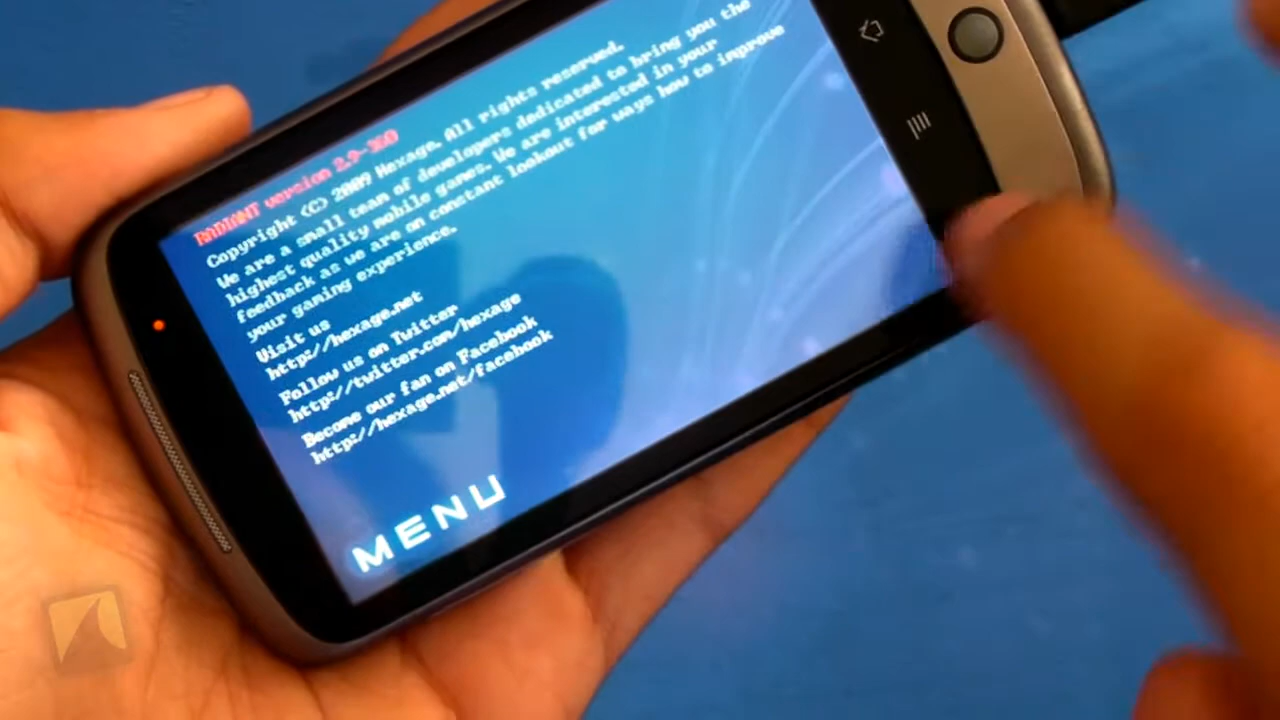 RADIANT version 2.9-360
Copyright (C) 2009 Hexage. All rights reserved.
We are a small team of developers dedicated to bring you the
highest quality mobile games. We are interested in your
feedback as we are on constant lookout for ways how to improve
your gaming experience.
Visit us
http://hexage.net
Follow us on Twitter
http://twitter.com/hexage
Become our fan on Facebook
http://hexage.net/facebook
MENU